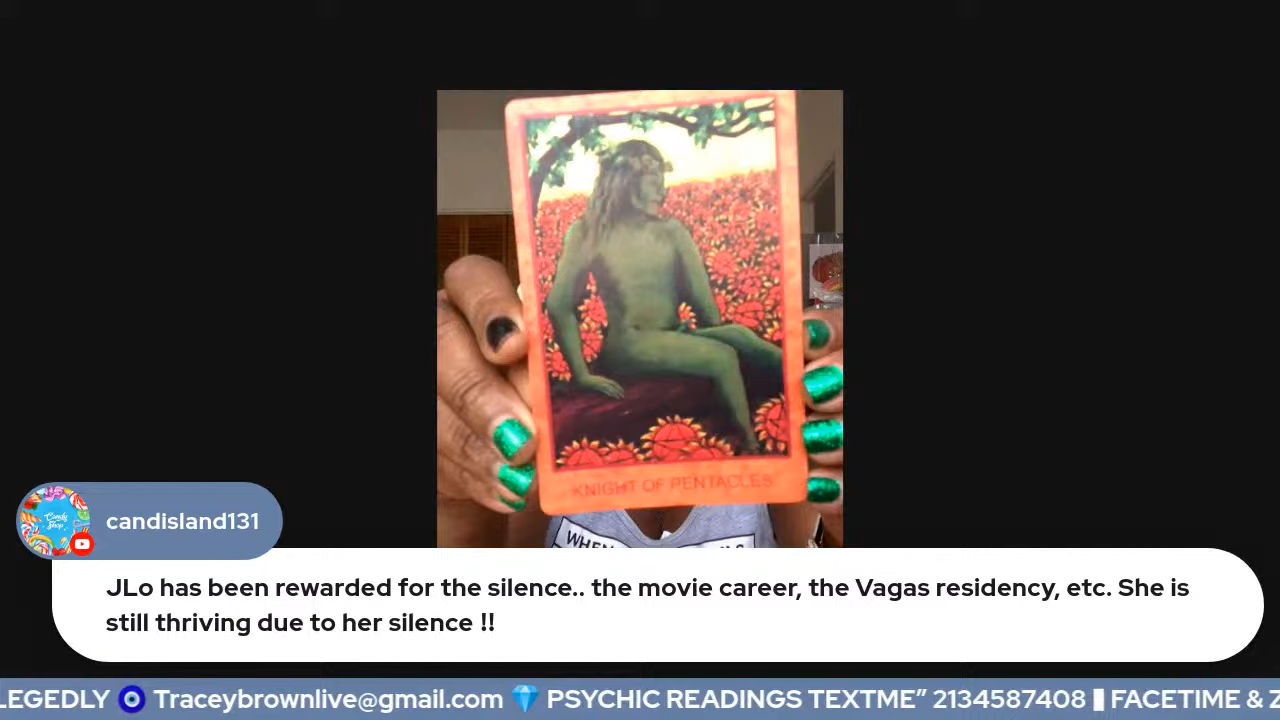 KNIGHT OF PENTACLES
WHEN
candisland131
JLo has been rewarded for the silence.. the movie career, the Vagas residency, etc. She is
still thriving due to her silence !!
LEGEDLY 🧿 Traceybrownlive@gmail.com 💎 PSYCHIC READINGS TEXTME” 2134587408 ▮ FACETIME & Z